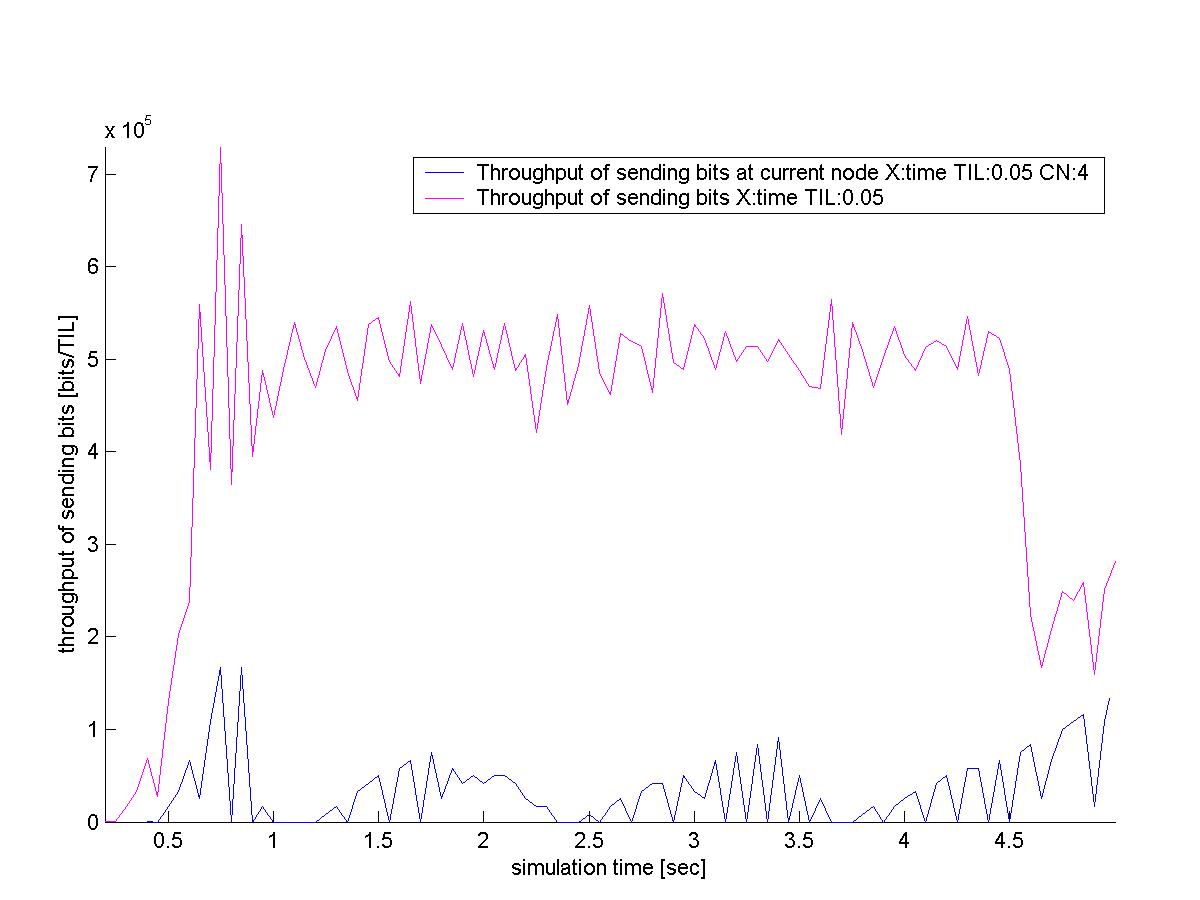 x 10^5
7
6
5
4
3
2
1
0
throughput of sending bits [bits/TIL]
Throughput of sending bits at current node X:time TIL:0.05 CN:4
Throughput of sending bits X:time TIL:0.05
0.5 1 1.5 2 2.5 3 3.5 4 4.5
simulation time [sec]